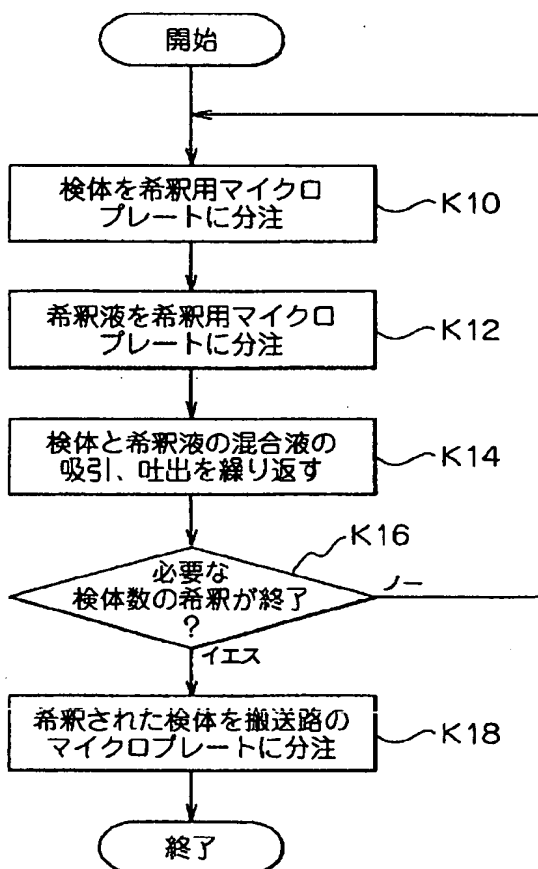 開始
検体を希釈用マイクロ
プレートに分注
K10
希釈液を希釈用マイクロ
プレートに分注
K12
検体と希釈液の混合液の
吸引、吐出を繰り返す
K14
K16
必要な
検体数の希釈が終了
?
ノー
イエス
希釈された検体を搬送路の
マイクロプレートに分注
K18
終了